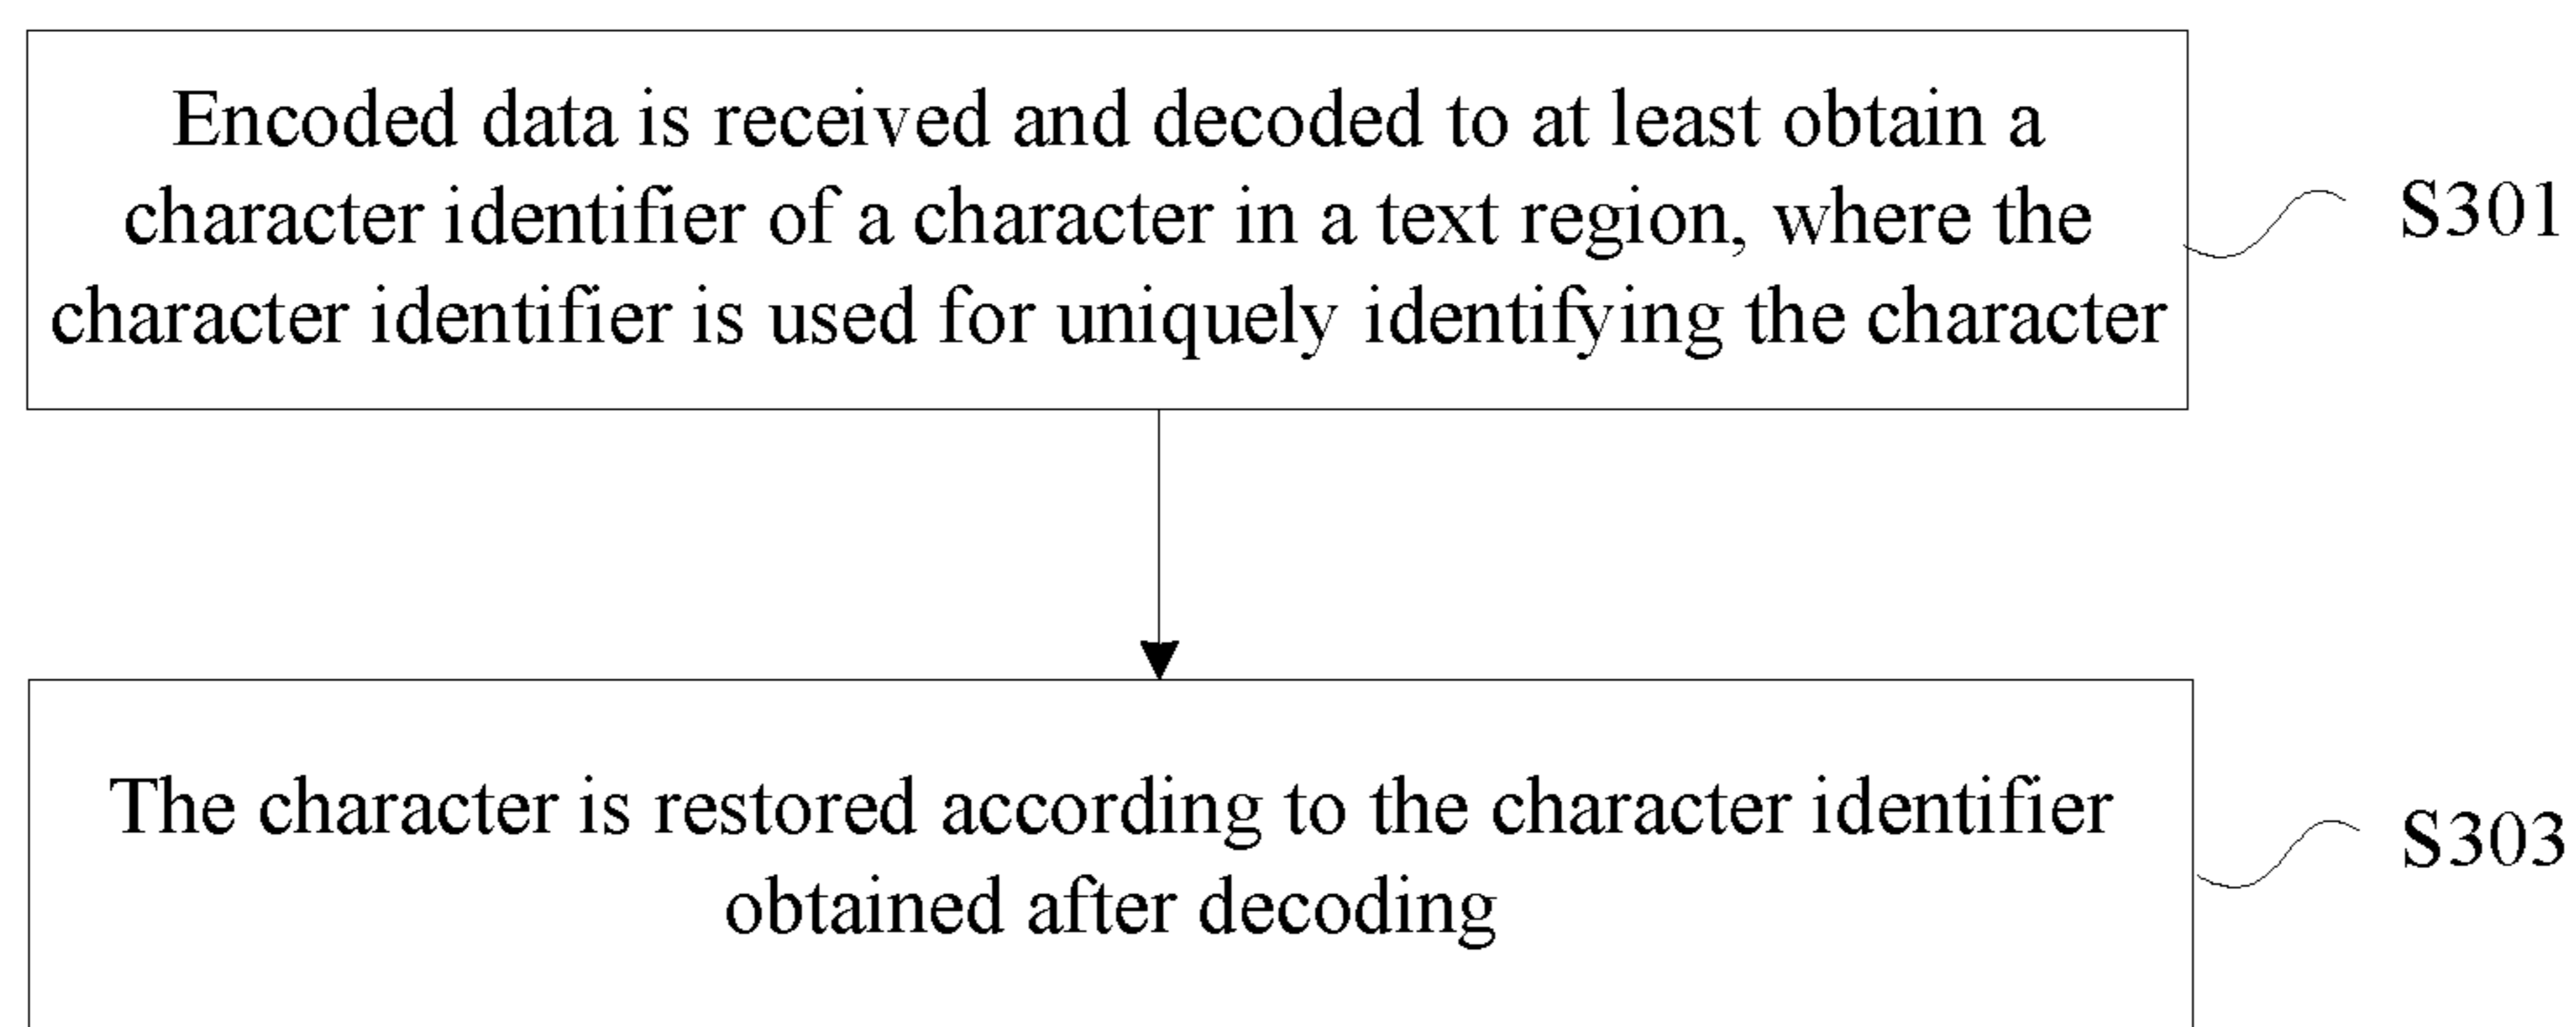 Encoded data is received and decoded to at least obtain a
character identifier of a character in a text region, where the
character identifier is used for uniquely identifying the character
S301
The character is restored according to the character identifier
obtained after decoding
S303